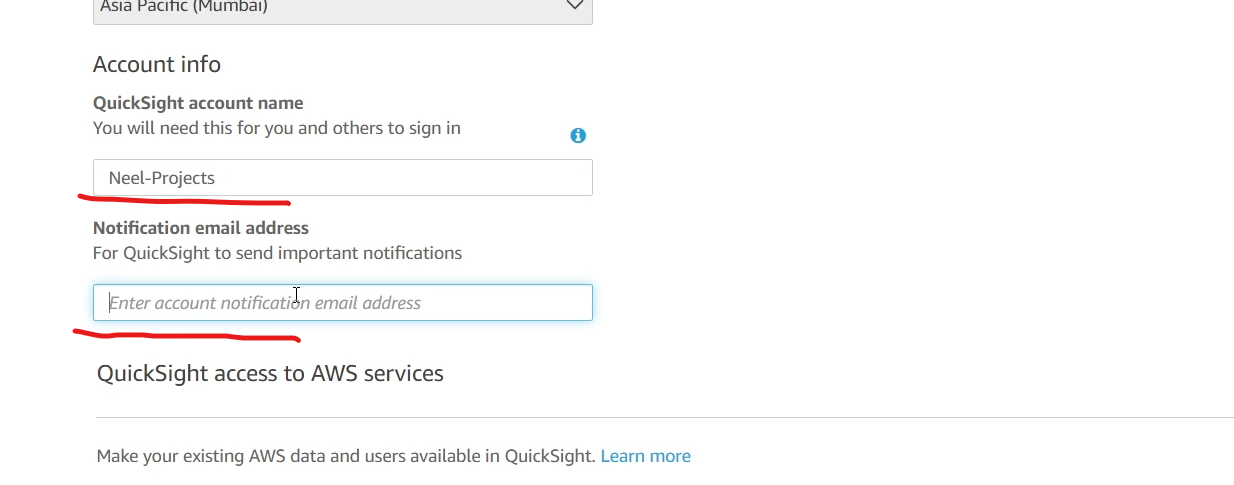 Asia Pacific (Mumbai)
Account info
QuickSight account name
You will need this for you and others to sign in
Neel-Projects
Notification email address
For QuickSight to send important notifications
Enter account notification email address
QuickSight access to AWS services
Make your existing AWS data and users available in QuickSight. Learn more